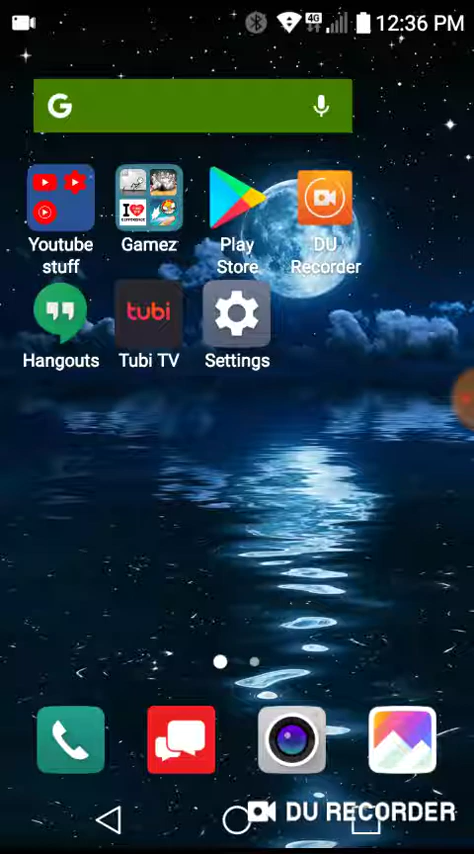 4G 12:36 PM
G
Youtube stuff
Gamez
Play Store
DU Recorder
tubi
Hangouts
Tubi TV
Settings
DU RECORDER